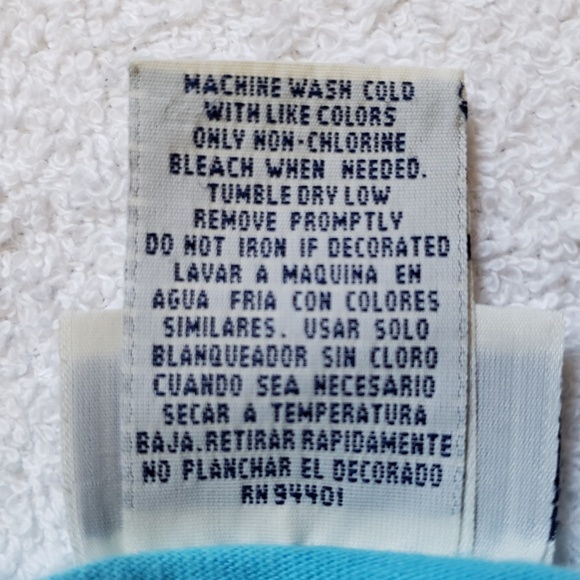 MACHINE WASH COLD
WITH LIKE COLORS
ONLY NON-CHLORINE
BLEACH WHEN NEEDED.
TUMBLE DRY LOW
REMOVE PROMPTLY
DO NOT IRON IF DECORATED
LAVAR A MAQUINA EN
AGUA FRIA CON COLORES
SIMILARES. USAR SOLO
BLANQUEADOR SIN CLORO
CUANDO SEA NECESARIO
SECAR A TEMPERATURA
BAJA.RETIRAR RAPIDAMENTE
NO PLANCHAR EL DECORADO
RN 94401